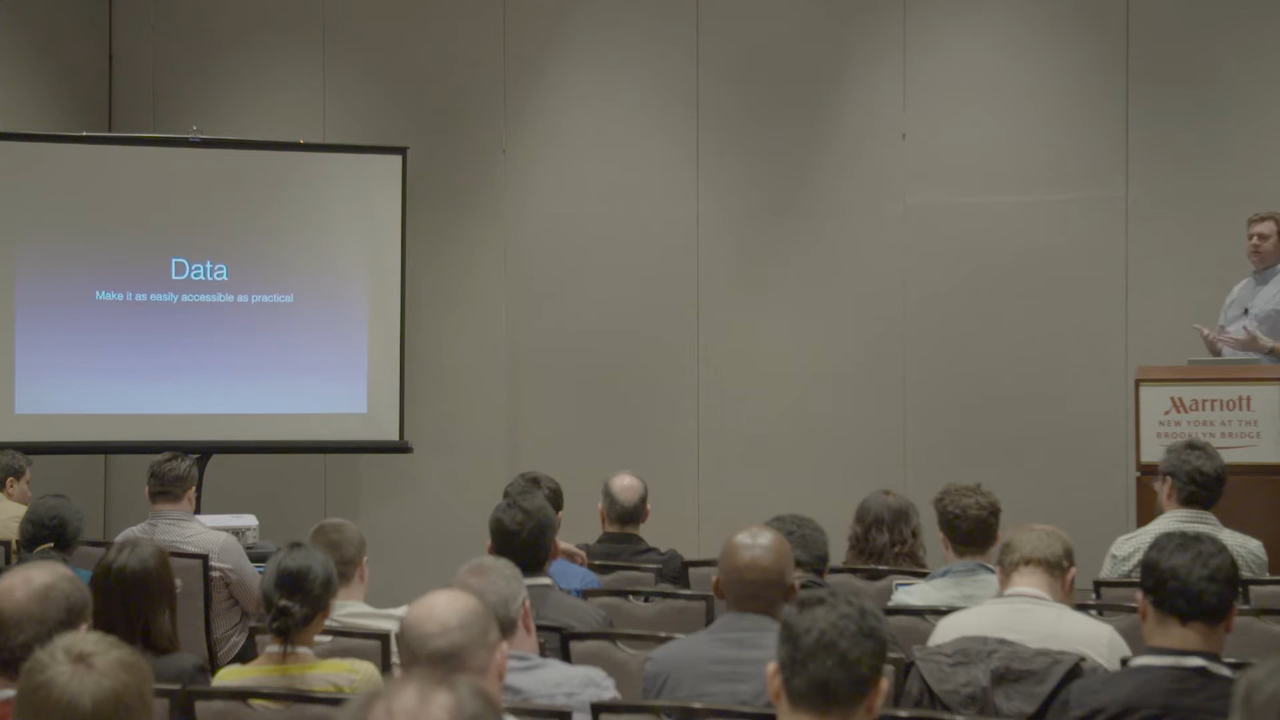 Data
Make it as easily accessible as practical
Marriott
NEW YORK AT THE
BROOKLYN BRIDGE